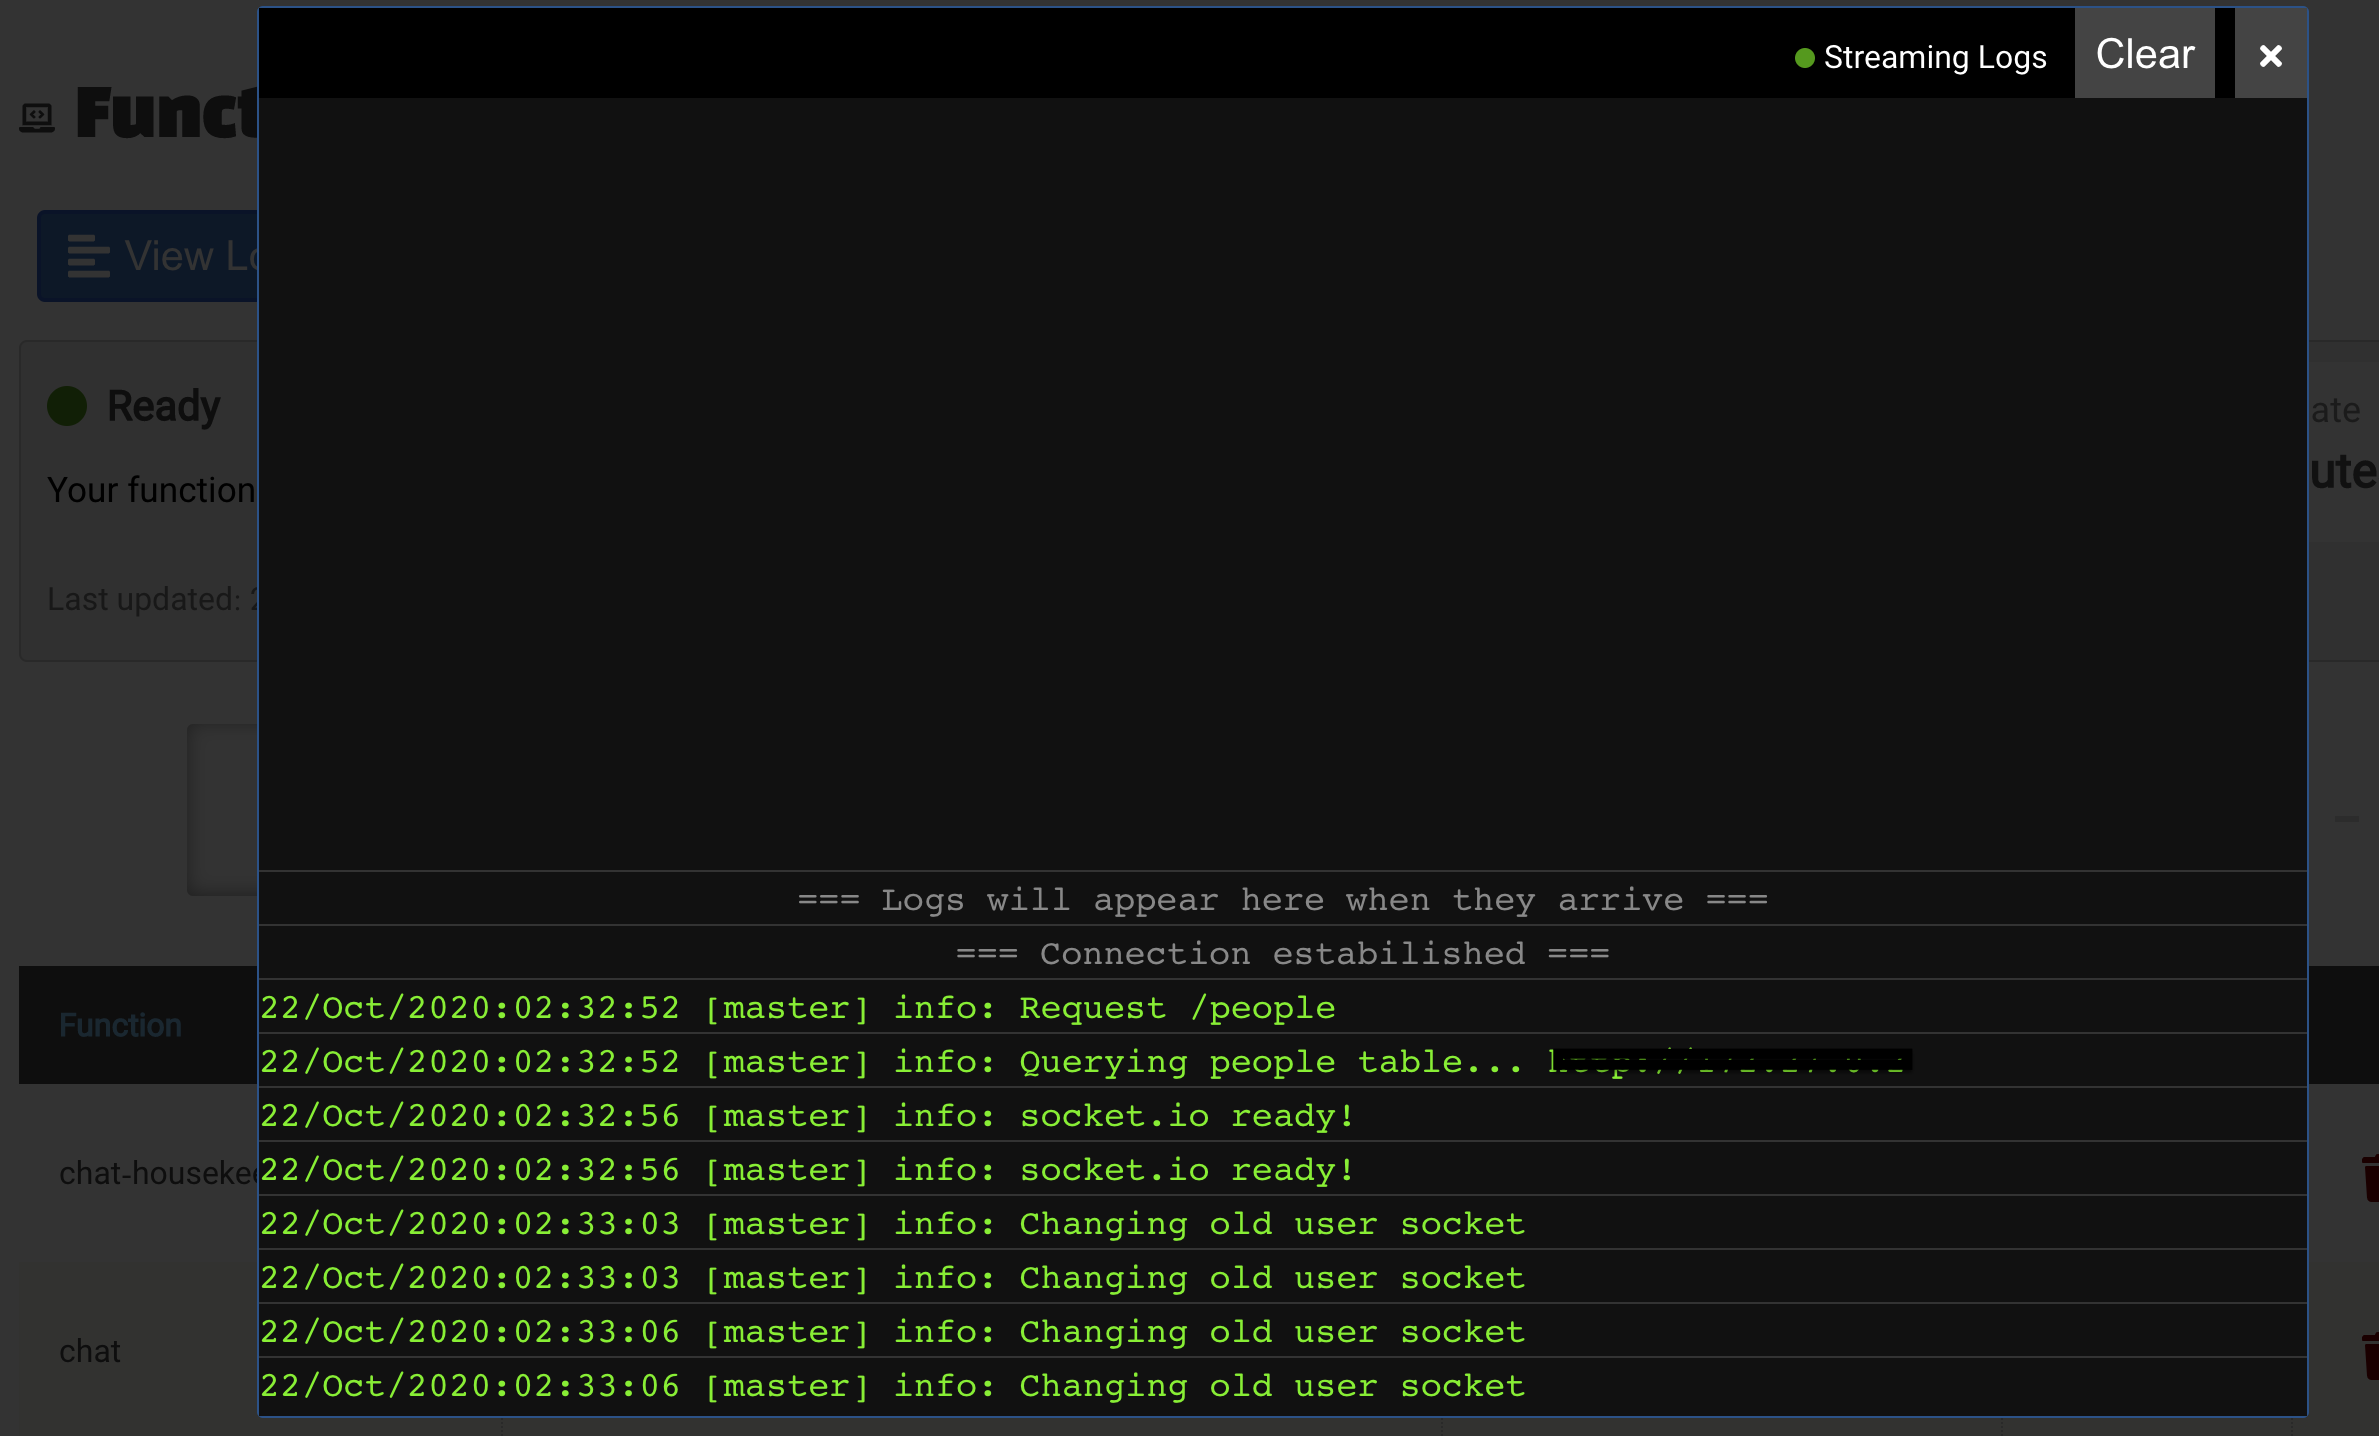 Streaming Logs Clear ×
Funct
View Lo
Ready
Your function
Last updated: 2
ate
ute
=== Logs will appear here when they arrive ===
=== Connection estabilished ===
Function
22/Oct/2020:02:32:52 [master] info: Request /people
22/Oct/2020:02:32:52 [master] info: Querying people table...
22/Oct/2020:02:32:56 [master] info: socket.io ready!
chat-housekee
22/Oct/2020:02:32:56 [master] info: socket.io ready!
22/Oct/2020:02:33:03 [master] info: Changing old user socket
22/Oct/2020:02:33:03 [master] info: Changing old user socket
22/Oct/2020:02:33:06 [master] info: Changing old user socket
chat
22/Oct/2020:02:33:06 [master] info: Changing old user socket